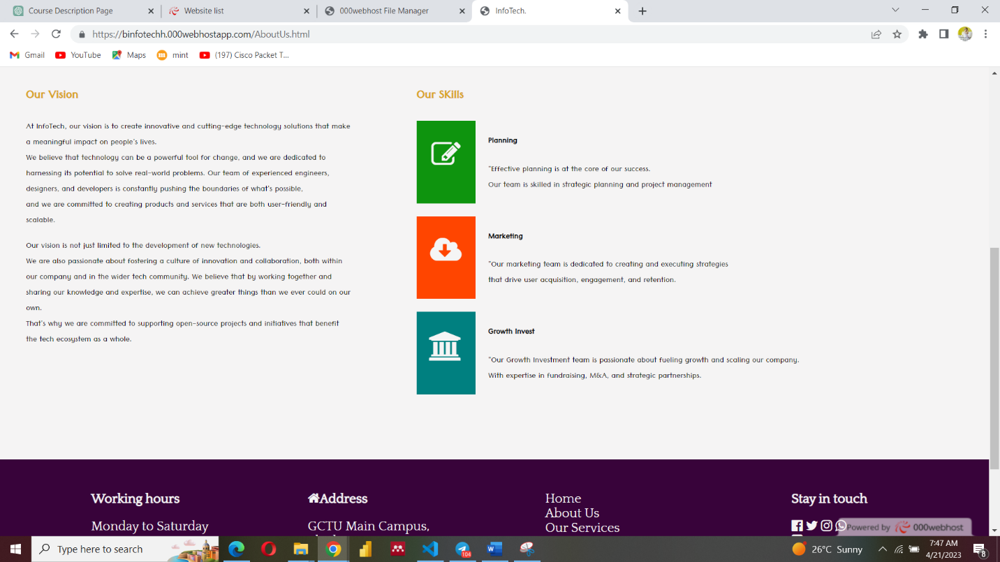 Course Description Page
Website list
000webhost File Manager
InfoTech.
https://binfotechh.000webhostapp.com/AboutUs.html
Gmail
YouTube
Maps
mint
(197) Cisco Packet T...
Our Vision
At InfoTech, our vision is to create innovative and cutting-edge technology solutions that make
a meaningful impact on people's lives.
We believe that technology can be a powerful tool for change, and we are dedicated to
harnessing its potential to solve real-world problems. Our team of experienced engineers,
designers, and developers is constantly pushing the boundaries of what's possible,
and we are committed to creating products and services that are both user-friendly and
scalable.
Our vision is not just limited to the development of new technologies.
We are also passionate about fostering a culture of innovation and collaboration, both within
our company and in the wider tech community. We believe that by working together and
sharing our knowledge and expertise, we can achieve greater things than we ever could on our
own.
That's why we are committed to supporting open-source projects and initiatives that benefit
the tech ecosystem as a whole.
Our SKills
Planning
"Effective planning is at the core of our success.
Our team is skilled in strategic planning and project management
Marketing
"Our marketing team is dedicated to creating and executing strategies
that drive user acquisition, engagement, and retention.
Growth Invest
"Our Growth Investment team is passionate about fueling growth and scaling our company.
With expertise in fundraising, M&A, and strategic partnerships.
Working hours
Monday to Saturday
Address
GCTU Main Campus,
Home
About Us
Our Services
Stay in touch
Powered by 000webhost
Type here to search
104
26°C Sunny
7:47 AM
4/21/2023
8